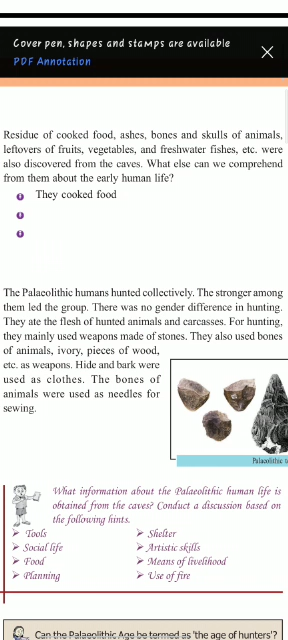 Cover pen, shapes and stamps are available
PDF Annotation
Residue of cooked food, ashes, bones and skulls of animals,
leftovers of fruits, vegetables, and freshwater fishes, etc. were
also discovered from the caves. What else can we comprehend
from them about the early human life?
They cooked food
The Palaeolithic humans hunted collectively. The stronger among
them led the group. There was no gender difference in hunting.
They ate the flesh of hunted animals and carcasses. For hunting,
they mainly used weapons made of stones. They also used bones
of animals, ivory, pieces of wood,
etc. as weapons. Hide and bark were
used as clothes. The bones of
animals were used as needles for
sewing.
Palaeolithic
What information about the Palaeolithic human life is
obtained from the caves? Conduct a discussion based on
the following hints.
➢ Tools
➢ Shelter
➢ Social life
➢ Artistic skills
➢ Food
➢ Means of livelihood
➢ Planning
➢ Use of fire
Can the Palaeolithic Age be termed as 'the age of hunters'?